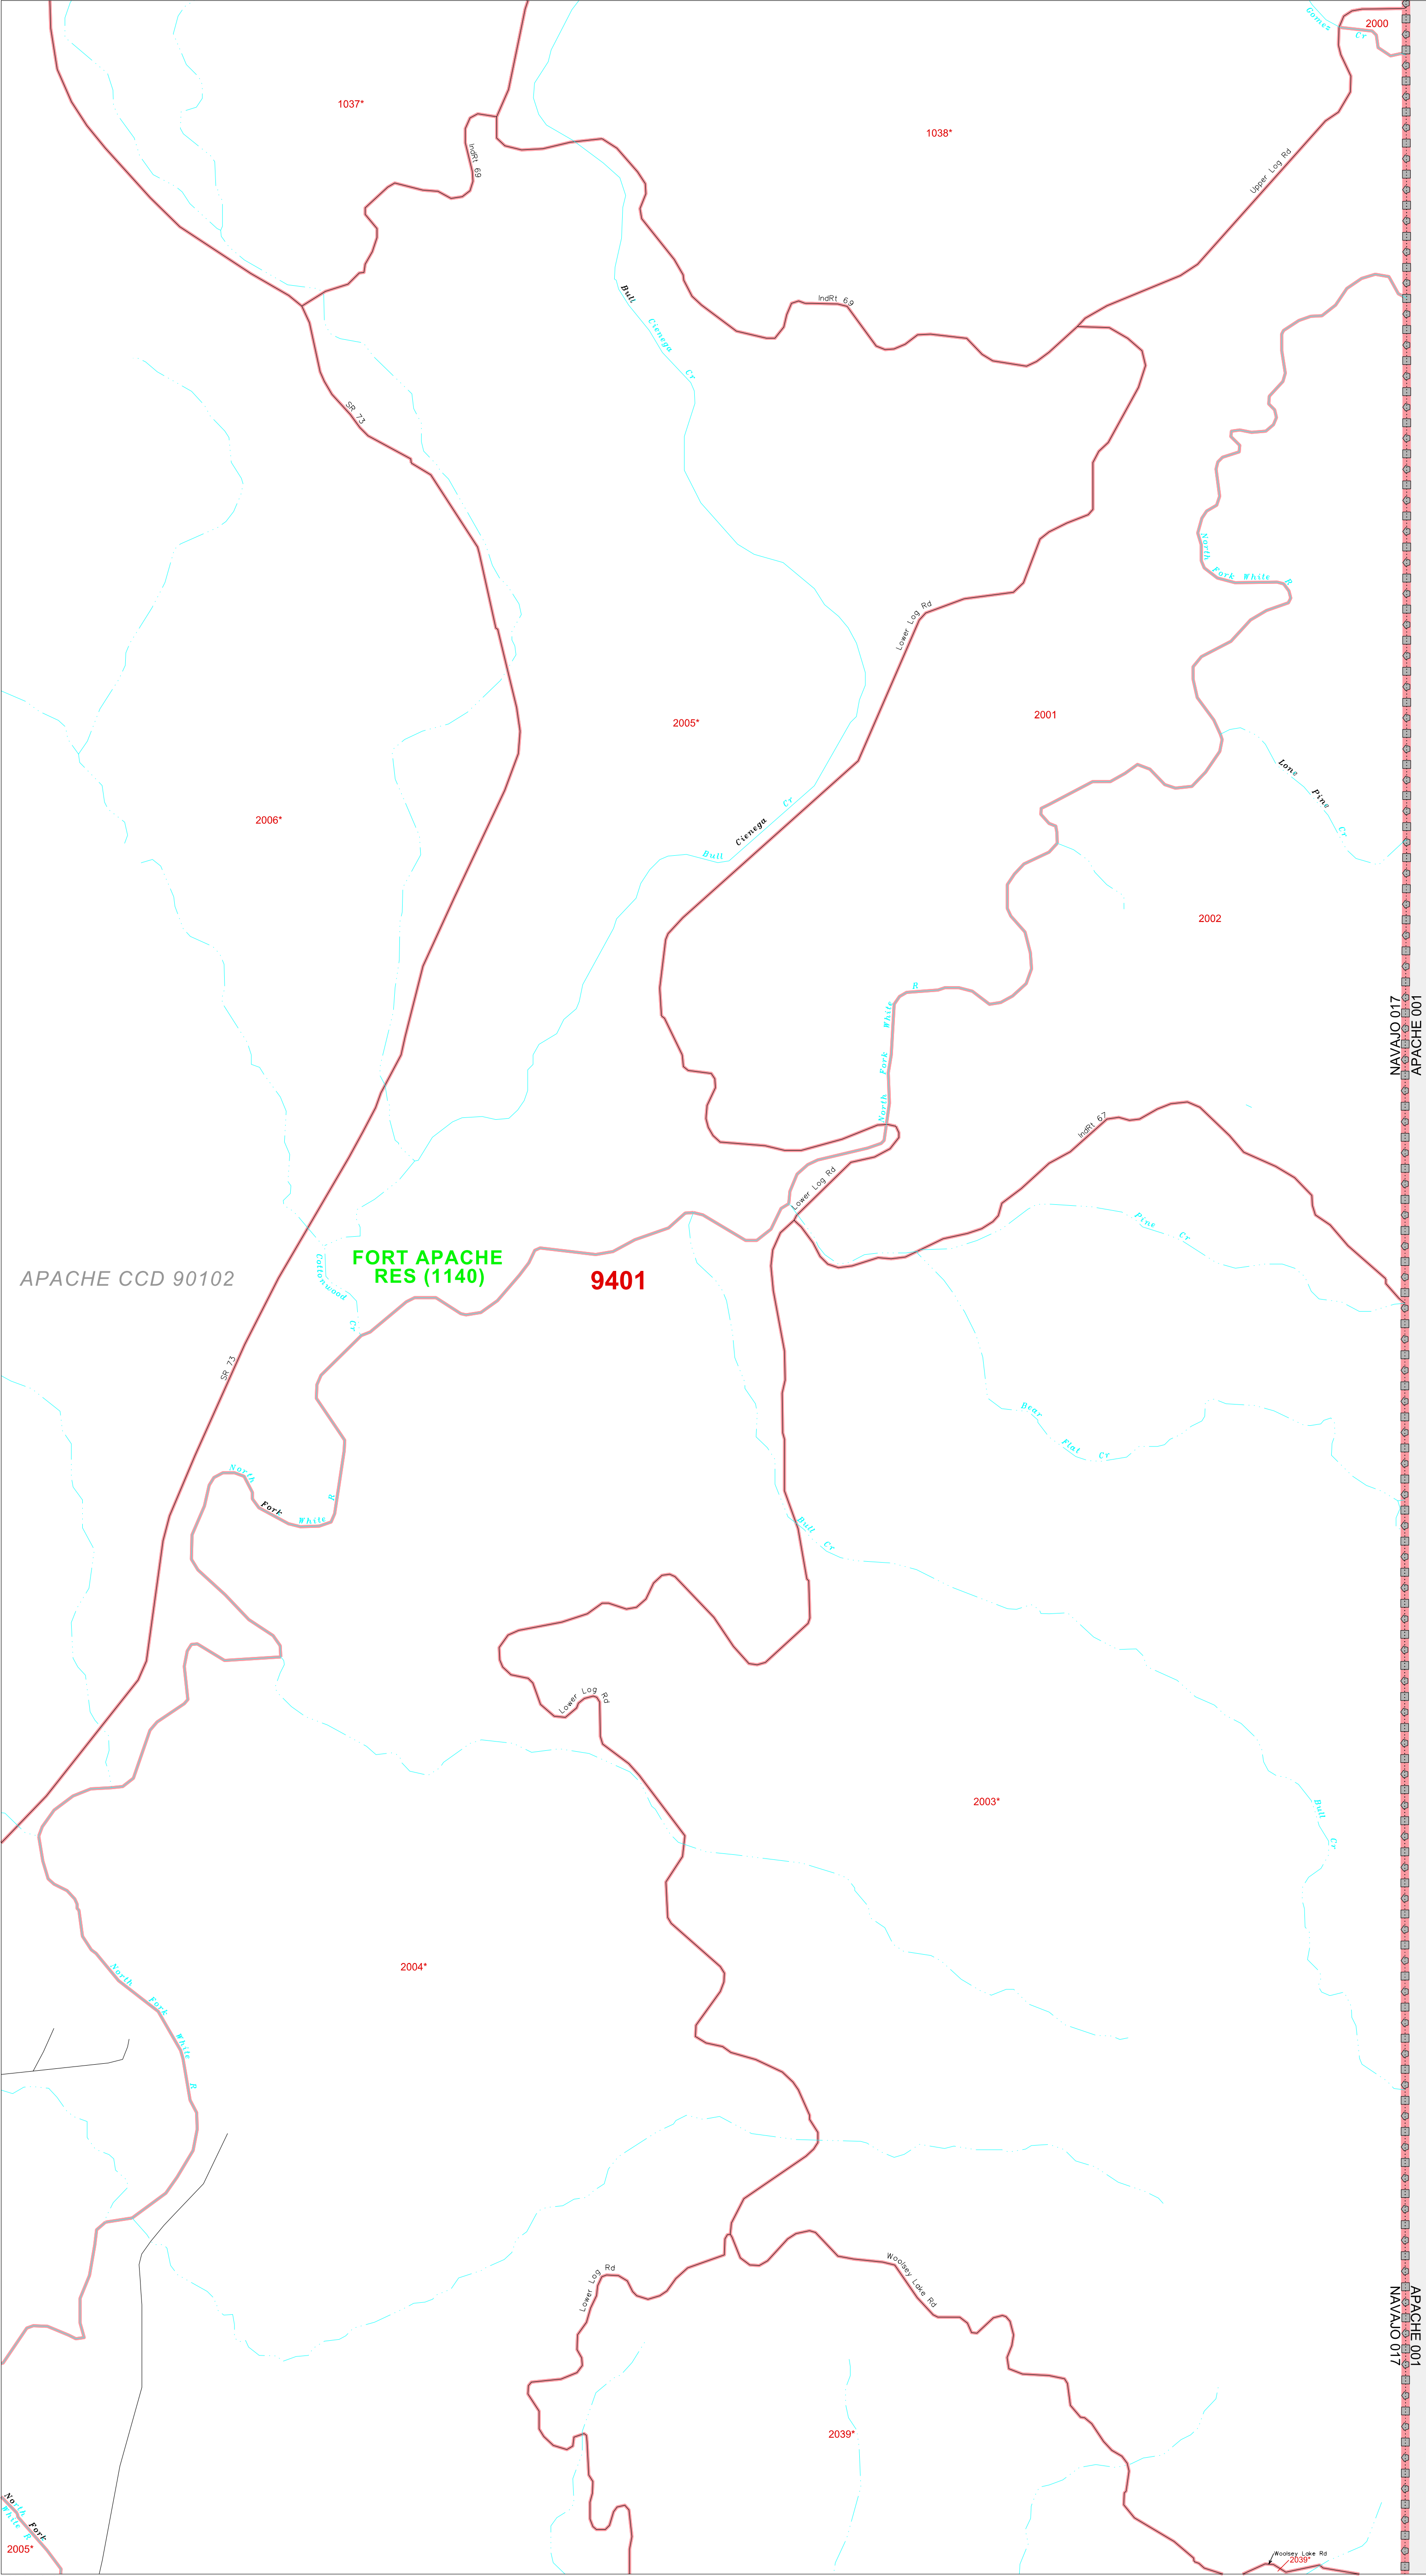 Gomez Cr
2000
1037*
1038*
IndRt 69
Upper Log Rd
Bull Cienega Cr
IndRt 69
SR 73
North Fork White R
Lower Log Rd
2001
2005*
Lone Pine Cr
2006*
Bull Cienega Cr
2002
North Fork White R
NAVAJO 017
APACHE 001
IndRt 67
Lower Log Rd
Pine Cr
FORT APACHE
RES (1140)
9401
APACHE CCD 90102
Cottonwood Cr
SR 73
Bear Flat Cr
North Fork White R
Bull Cr
Lower Log Rd
2003*
Bull Cr
2004*
North Fork White R
Lower Log Rd
Woolsey Lake Rd
NAVAJO 017
APACHE 001
2039*
North Fork
White R
2005*
Woolsey Lake Rd
2039*